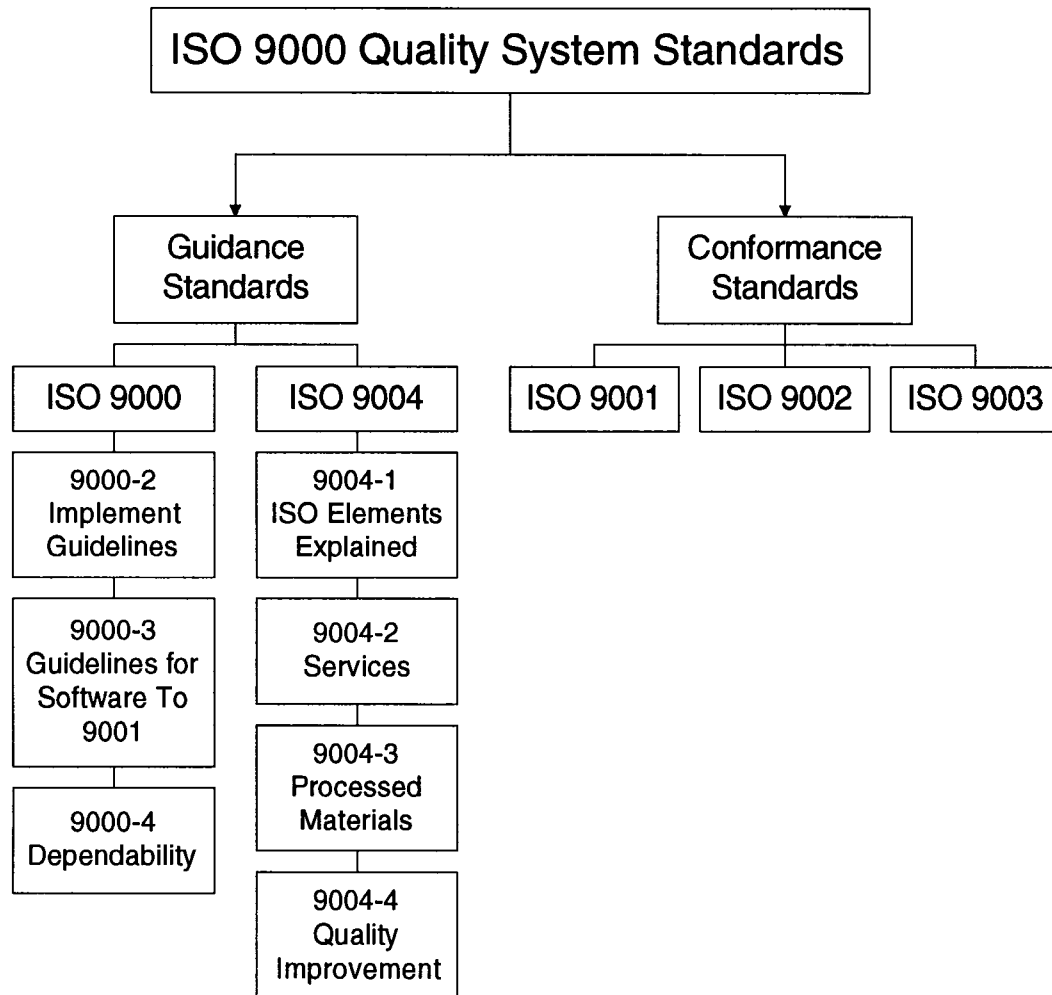 ISO 9000 Quality System Standards
Guidance
Standards
Conformance
Standards
ISO 9000
ISO 9004
ISO 9001
ISO 9002
ISO 9003
9000-2
Implement
Guidelines
9000-3
Guidelines for
Software To
9001
9000-4
Dependability
9004-1
ISO Elements
Explained
9004-2
Services
9004-3
Processed
Materials
9004-4
Quality
Improvement